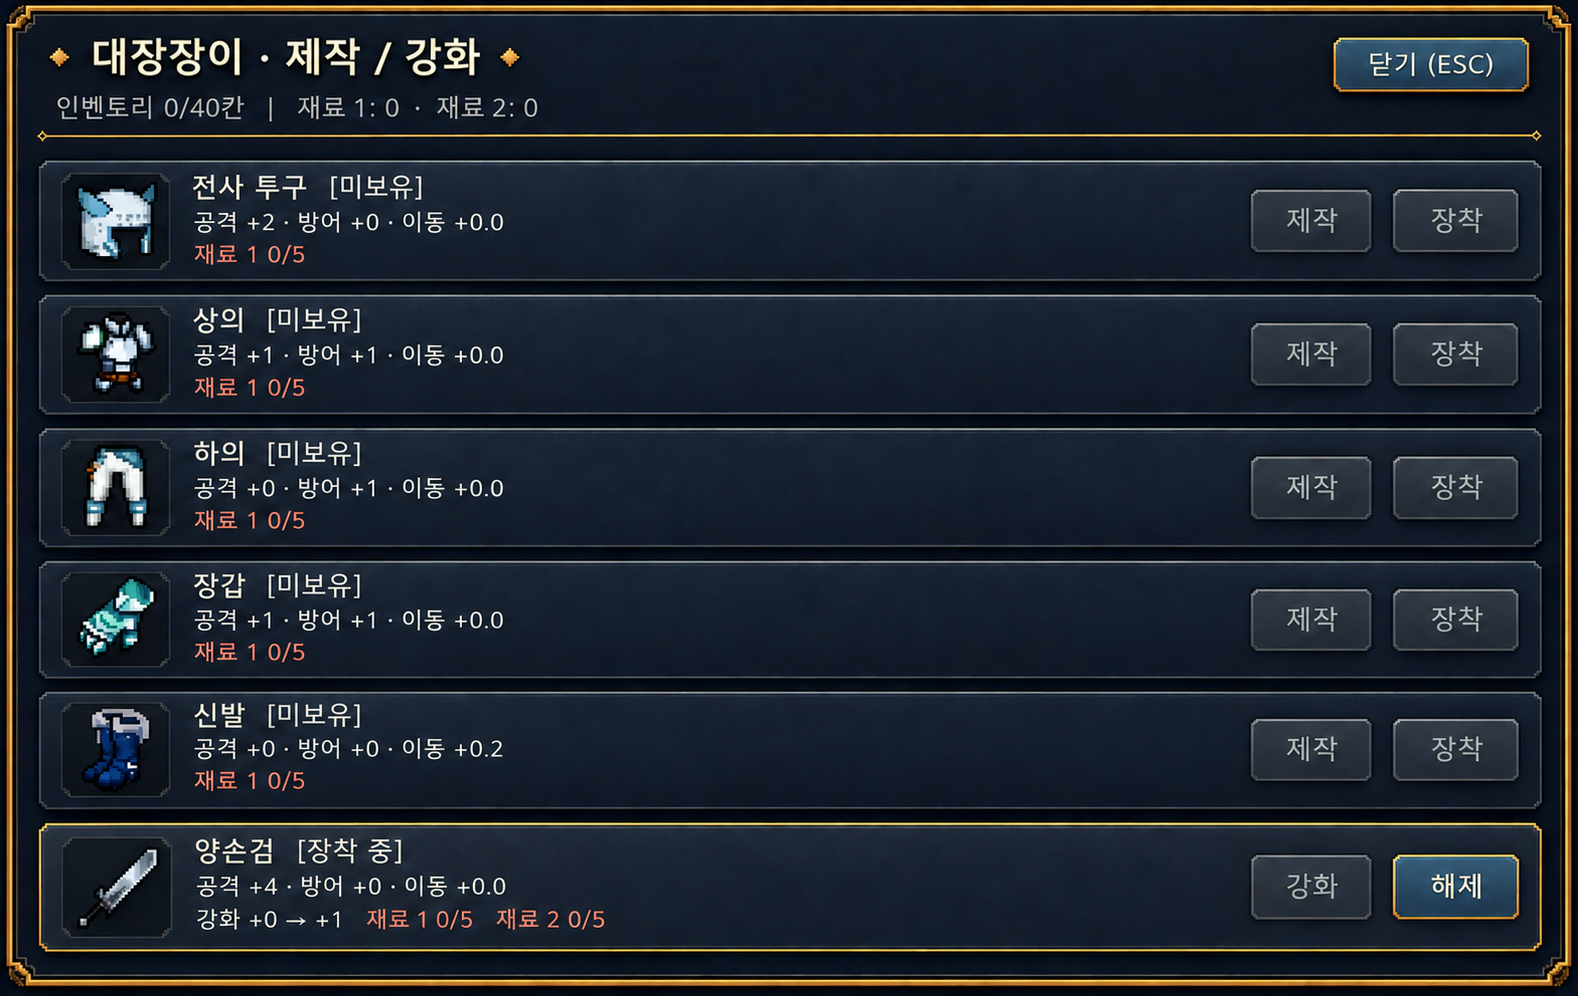 대장장이 · 제작 / 강화
닫기 (ESC)
인벤토리 0/40칸 | 재료 1: 0 · 재료 2: 0
전사 투구 [미보유]
공격 +2 · 방어 +0 · 이동 +0.0
재료 1 0/5
제작 장착
상의 [미보유]
공격 +1 · 방어 +1 · 이동 +0.0
재료 1 0/5
제작 장착
하의 [미보유]
공격 +0 · 방어 +1 · 이동 +0.0
재료 1 0/5
제작 장착
장갑 [미보유]
공격 +1 · 방어 +1 · 이동 +0.0
재료 1 0/5
제작 장착
신발 [미보유]
공격 +0 · 방어 +0 · 이동 +0.2
재료 1 0/5
제작 장착
양손검 [장착 중]
공격 +4 · 방어 +0 · 이동 +0.0
강화 +0 → +1 재료 1 0/5 재료 2 0/5
강화 해제